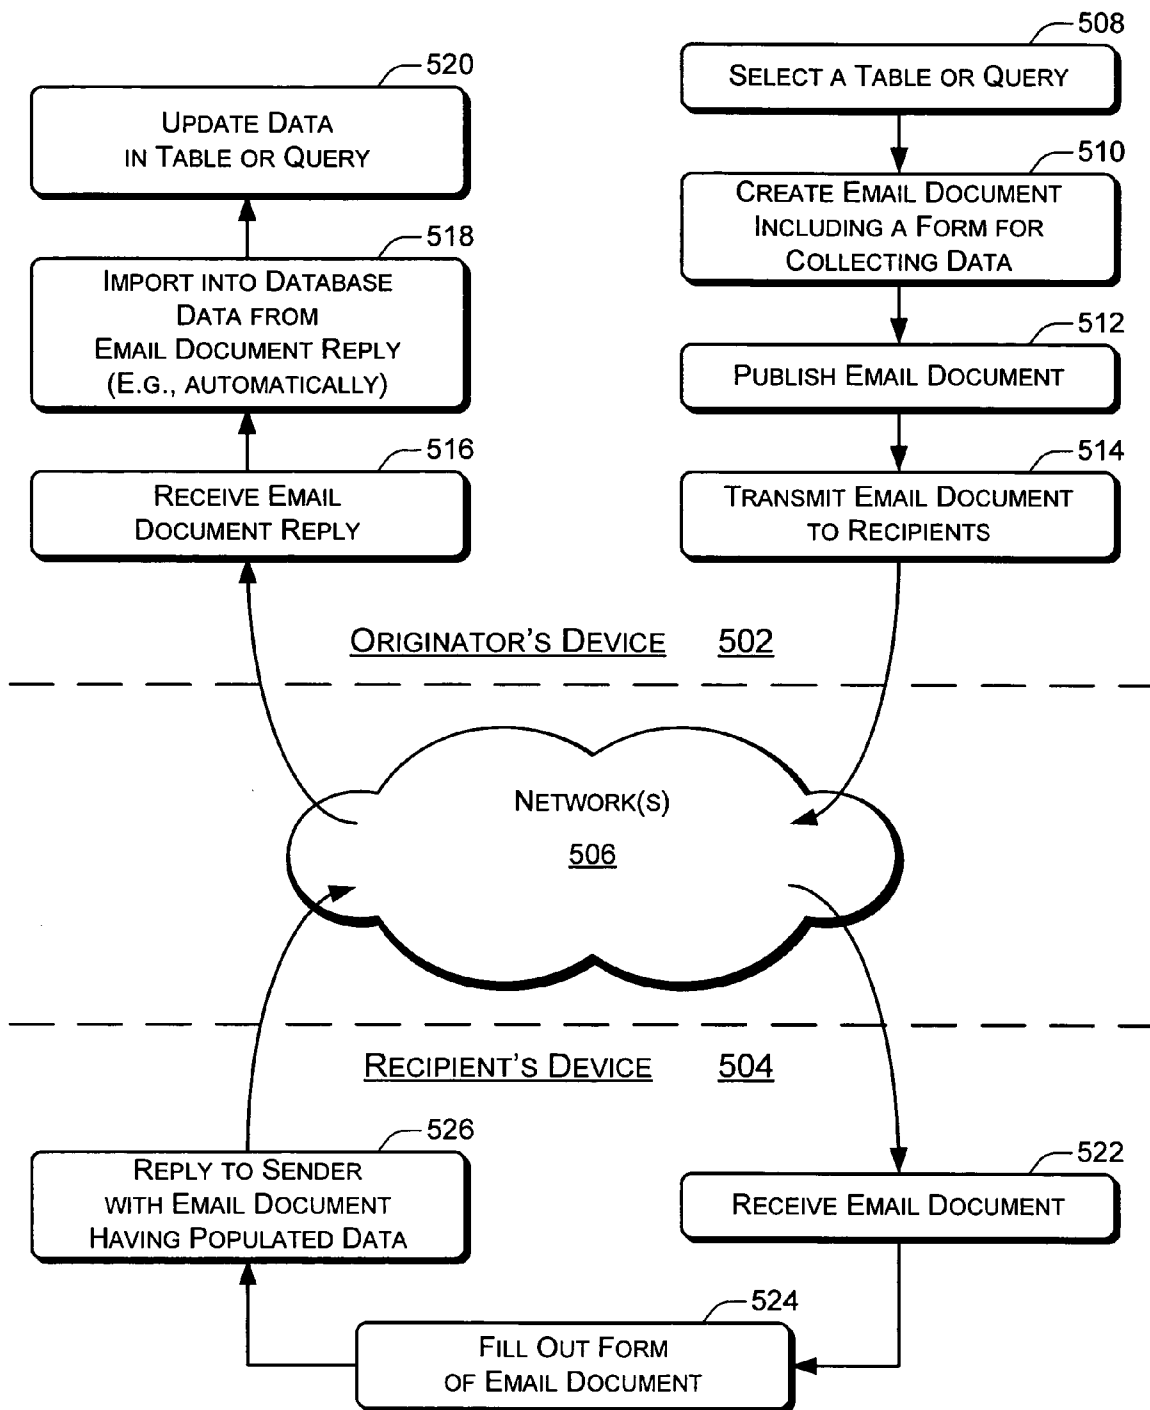 508
SELECT A TABLE OR QUERY
510
CREATE EMAIL DOCUMENT
INCLUDING A FORM FOR
COLLECTING DATA
512
PUBLISH EMAIL DOCUMENT
514
TRANSMIT EMAIL DOCUMENT
TO RECIPIENTS
520
UPDATE DATA
IN TABLE OR QUERY
518
IMPORT INTO DATABASE
DATA FROM
EMAIL DOCUMENT REPLY
(E.G., AUTOMATICALLY)
516
RECEIVE EMAIL
DOCUMENT REPLY
ORIGINATOR'S DEVICE 502
NETWORK(S)
506
RECIPIENT'S DEVICE 504
522
RECEIVE EMAIL DOCUMENT
524
FILL OUT FORM
OF EMAIL DOCUMENT
526
REPLY TO SENDER
WITH EMAIL DOCUMENT
HAVING POPULATED DATA